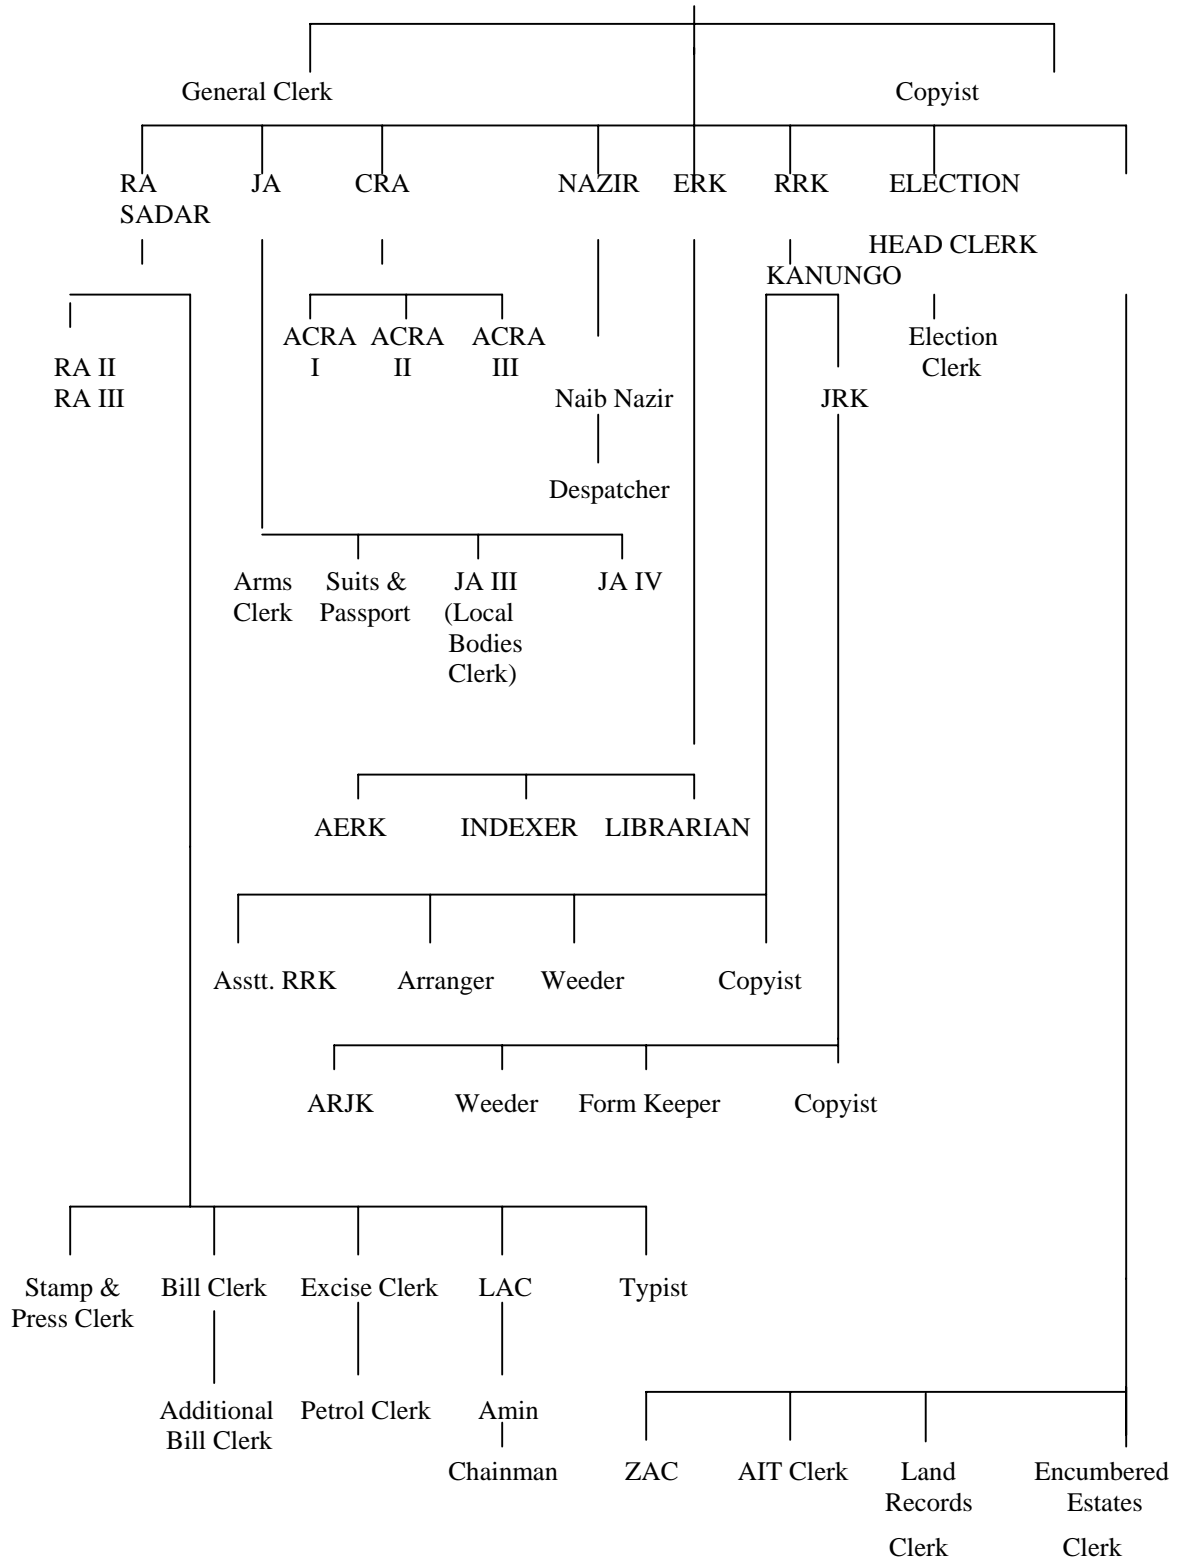 General Clerk Copyist
RA JA CRA NAZIR ERK RRK ELECTION
SADAR
HEAD CLERK
KANUNGO
ACRA ACRA ACRA Election
I II III Clerk
RA II
RA III
Naib Nazir JRK
Despatcher
Arms Suits & JA III JA IV
Clerk Passport (Local
Bodies
Clerk)
AERK INDEXER LIBRARIAN
Asstt. RRK Arranger Weeder Copyist
ARJK Weeder Form Keeper Copyist
Stamp & Bill Clerk Excise Clerk LAC Typist
Press Clerk
Additional Petrol Clerk Amin
Bill Clerk
Chainman ZAC AIT Clerk Land Encumbered
Records Estates
Clerk Clerk